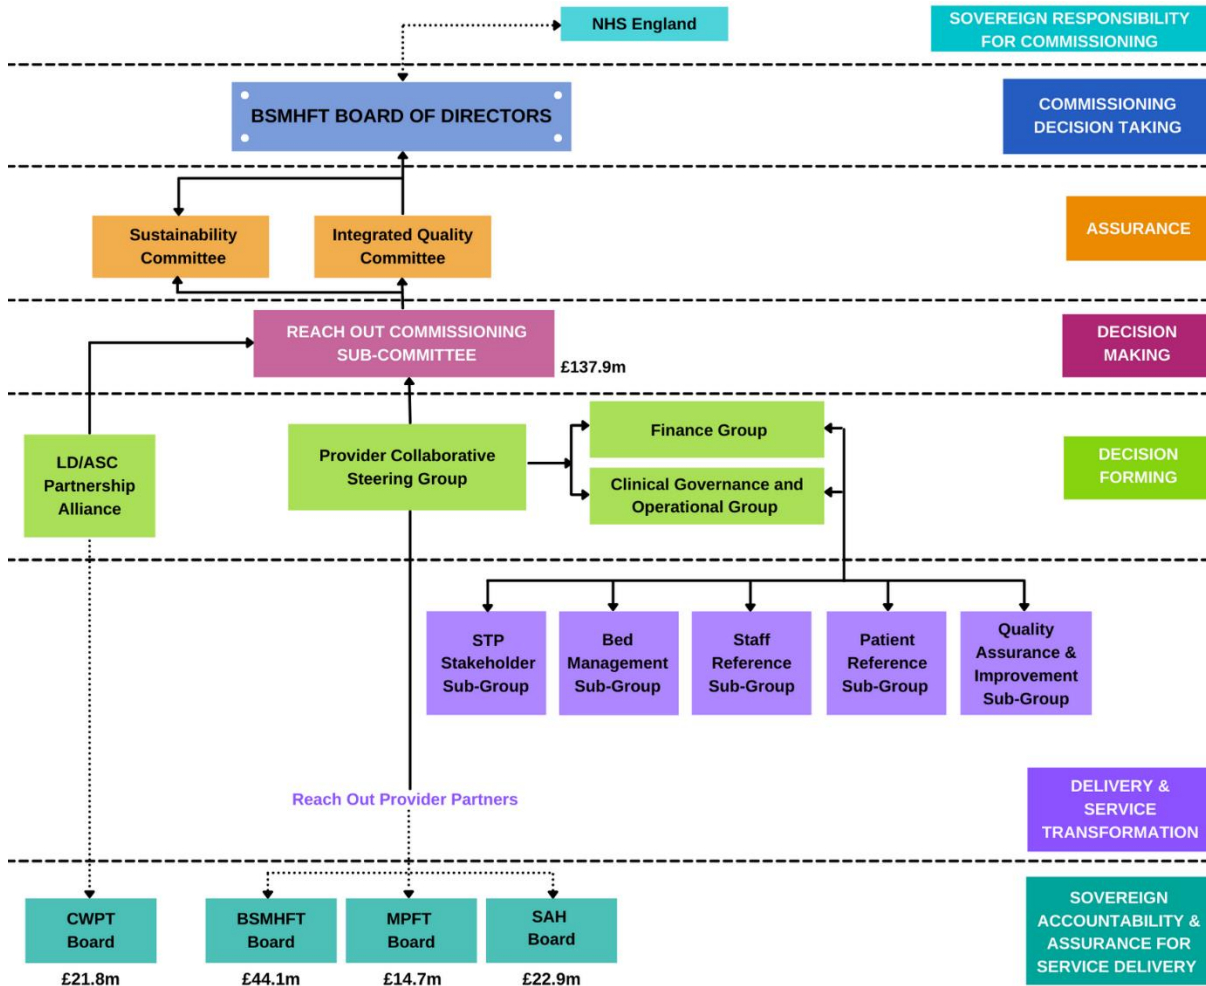 NHS England
SOVEREIGN RESPONSIBILITY
FOR COMMISSIONING
BSMHFT BOARD OF DIRECTORS
COMMISSIONING
DECISION TAKING
Sustainability
Committee
Integrated Quality
Committee
ASSURANCE
REACH OUT COMMISSIONING
SUB-COMMITTEE
£137.9m
DECISION
MAKING
LD/ASC
Partnership
Alliance
Provider Collaborative
Steering Group
Finance Group
Clinical Governance and
Operational Group
DECISION
FORMING
STP
Stakeholder
Sub-Group
Bed
Management
Sub-Group
Staff
Reference
Sub-Group
Patient
Reference
Sub-Group
Quality
Assurance &
Improvement
Sub-Group
Reach Out Provider Partners
DELIVERY &
SERVICE
TRANSFORMATION
CWPT
Board
£21.8m
BSMHFT
Board
£44.1m
MPFT
Board
£14.7m
SAH
Board
£22.9m
SOVEREIGN
ACCOUNTABILITY &
ASSURANCE FOR
SERVICE DELIVERY